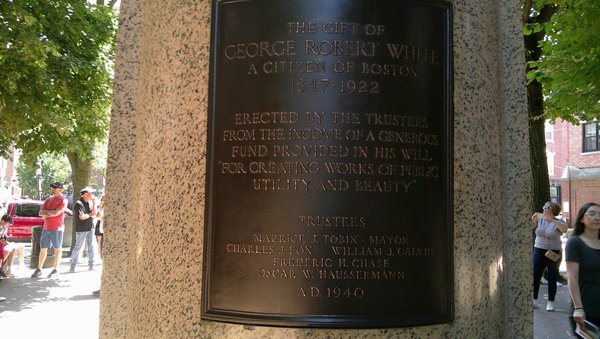 THE GIFT OF
GEORGE ROBERT WHITE
A CITIZEN OF BOSTON
1847-1922
ERECTED BY THE TRUSTEES
FROM THE INCOME OF A GENEROUS
FUND PROVIDED IN HIS WILL
"FOR CREATING WORKS OF PUBLIC
UTILITY AND BEAUTY"
TRUSTEES
MAURICE J. TOBIN - MAYOR
CHARLES J. FOX WILLIAM J. GALVIN
FREDERIC H. CHASE
OSCAR W. HAUSSERMANN
A.D. 1940